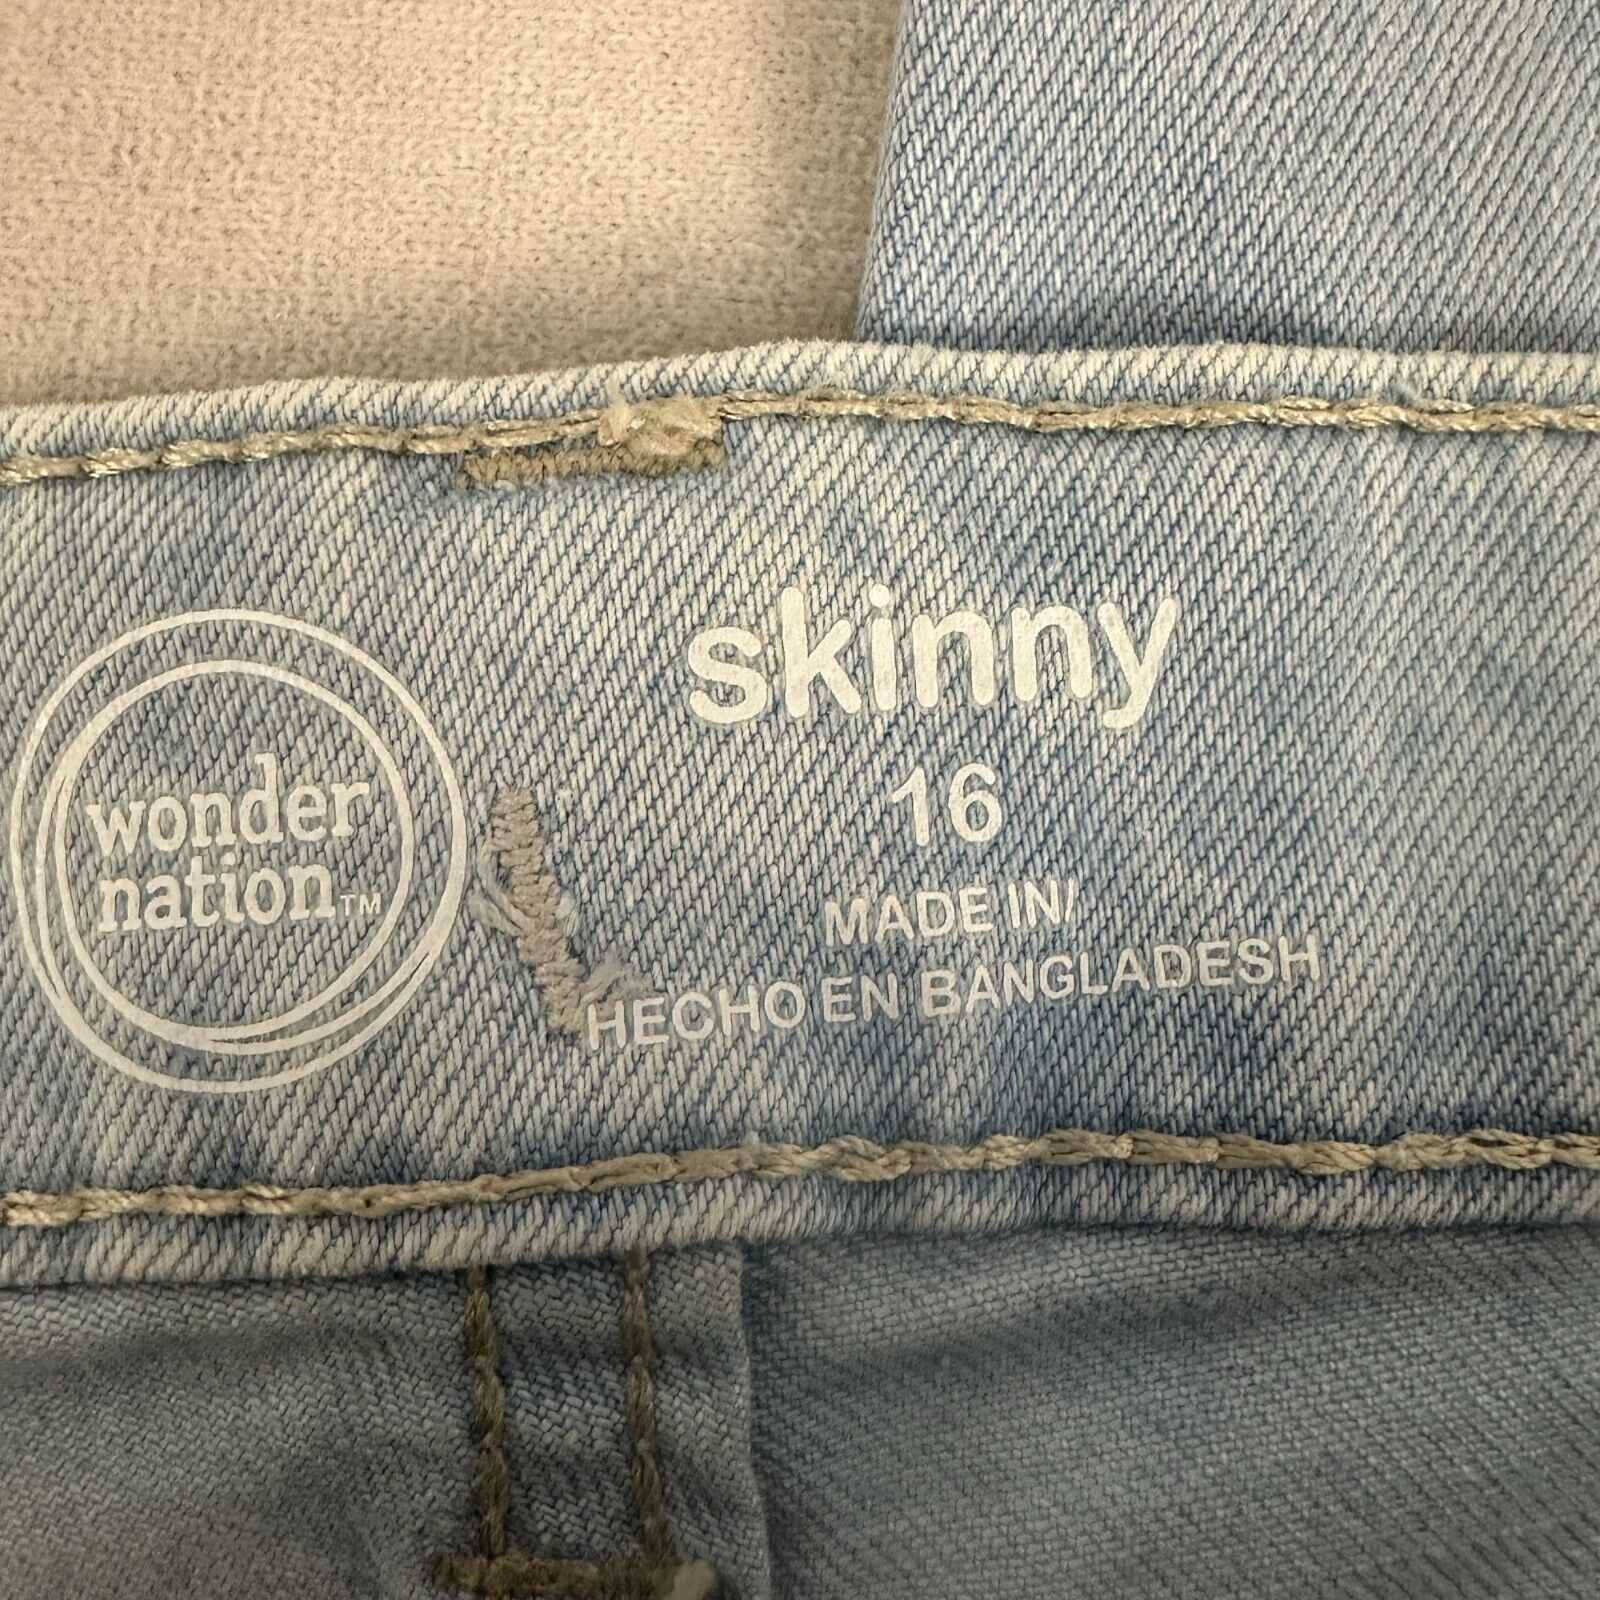 wonder
nation™
skinny
16
MADE IN/
HECHO EN BANGLADESH